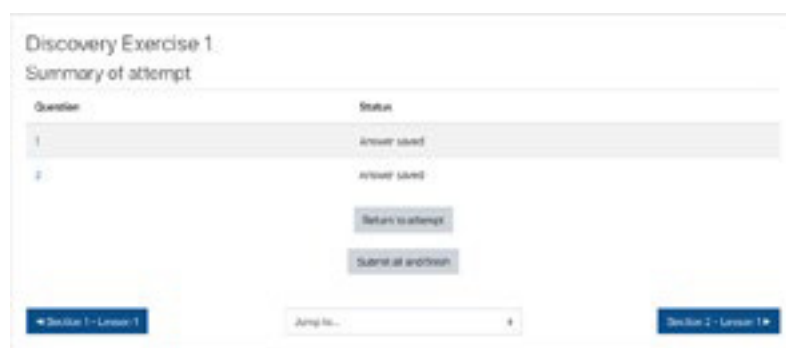 Discovery Exercise 1
Summary of attempt
Question Status
1 Answer saved
2 Answer saved
Return to attempt
Submit all and finish
◄ Section 1 - Lesson 1 Jump to... Section 2 - Lesson 1 ►